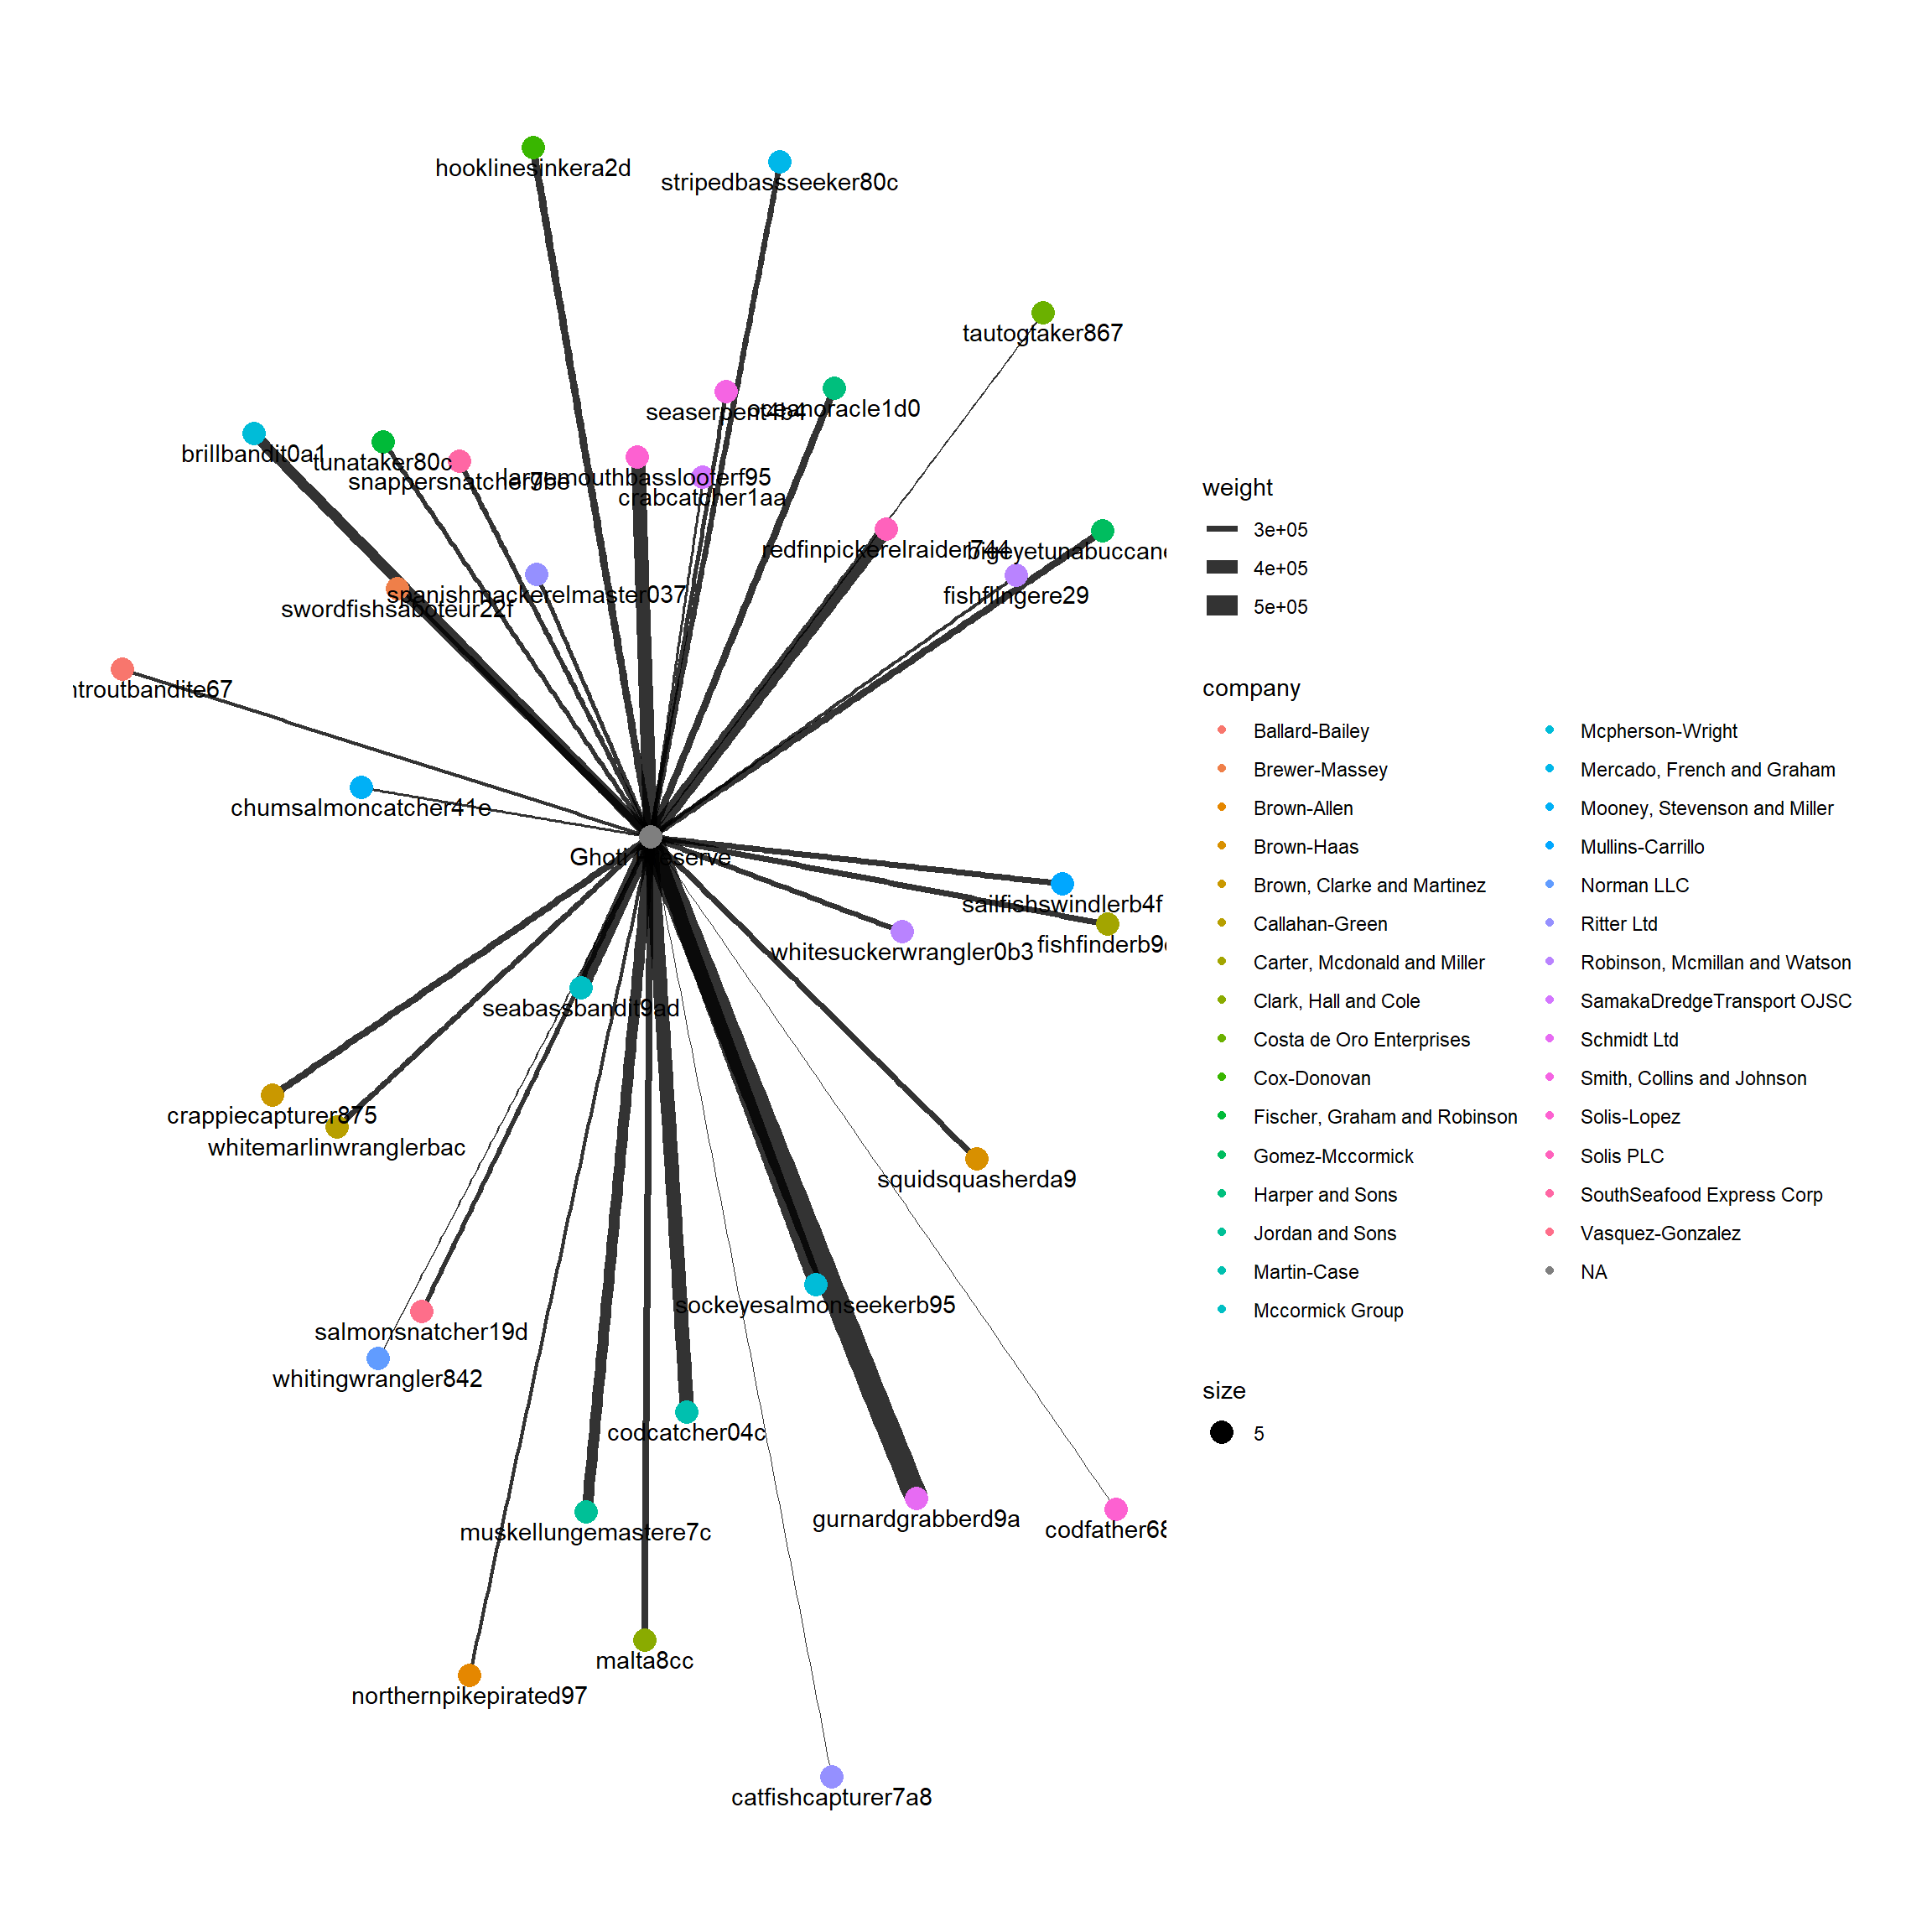 hooklinesinkera2d
stripedbassseeker80c
tautogtaker867
seaserpent4b4
oceanoracle1d0
brillbandit0a1
tunataker80c
snappersnatcher7be
largemouthbasslooterf95
crabcatcher1aa
redfinpickerelraider744
bigeyetunabuccane
spanishmackerelmaster037
fishflingere29
swordfishsaboteur22f
ntroutbandite67
chumsalmoncatcher41e
Ghoti Preserve
sailfishswindlerb4f
whitesuckerwrangler0b3
fishfinderb9
seabassbandit9ad
crappiecapturer875
whitemarlinwranglerbac
squidsquasherda9
sockeyesalmonseekerb95
salmonsnatcher19d
whitingwrangler842
codcatcher04c
muskellungemastere7c
gurnardgrabberd9a
codfather68
malta8cc
northernpikepirated97
catfishcapturer7a8
weight
3e+05
4e+05
5e+05
company
Ballard-Bailey
Brewer-Massey
Brown-Allen
Brown-Haas
Brown, Clarke and Martinez
Callahan-Green
Carter, Mcdonald and Miller
Clark, Hall and Cole
Costa de Oro Enterprises
Cox-Donovan
Fischer, Graham and Robinson
Gomez-Mccormick
Harper and Sons
Jordan and Sons
Martin-Case
Mccormick Group
Mcpherson-Wright
Mercado, French and Graham
Mooney, Stevenson and Miller
Mullins-Carrillo
Norman LLC
Ritter Ltd
Robinson, Mcmillan and Watson
SamakaDredgeTransport OJSC
Schmidt Ltd
Smith, Collins and Johnson
Solis-Lopez
Solis PLC
SouthSeafood Express Corp
Vasquez-Gonzalez
NA
size
5